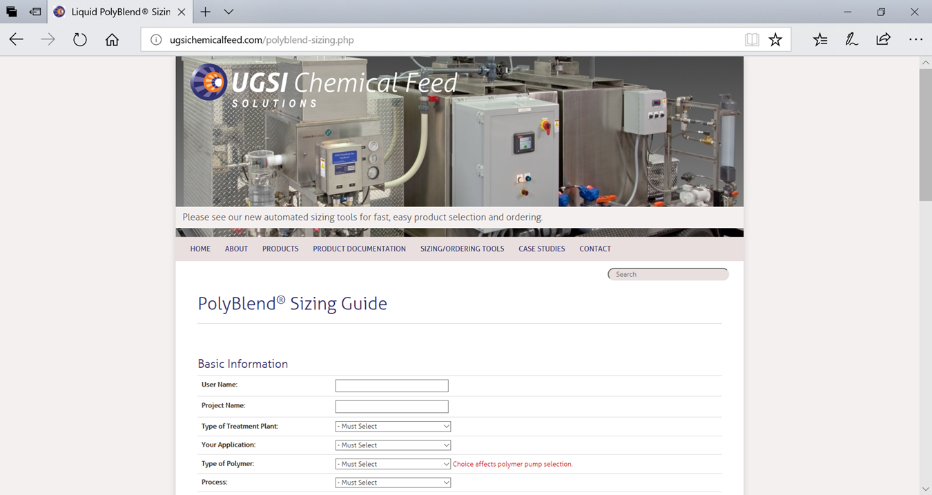 Liquid PolyBlend® Sizin
ugsichemicalfeed.com/polyblend-sizing.php
UGSI Chemical Feed
SOLUTIONS
Please see our new automated sizing tools for fast, easy product selection and ordering.
HOME ABOUT PRODUCTS PRODUCT DOCUMENTATION SIZING/ORDERING TOOLS CASE STUDIES CONTACT
Search
PolyBlend® Sizing Guide
Basic Information
User Name:
Project Name:
Type of Treatment Plant: - Must Select
Your Application: - Must Select
Type of Polymer: - Must Select Choice affects polymer pump selection.
Process: - Must Select